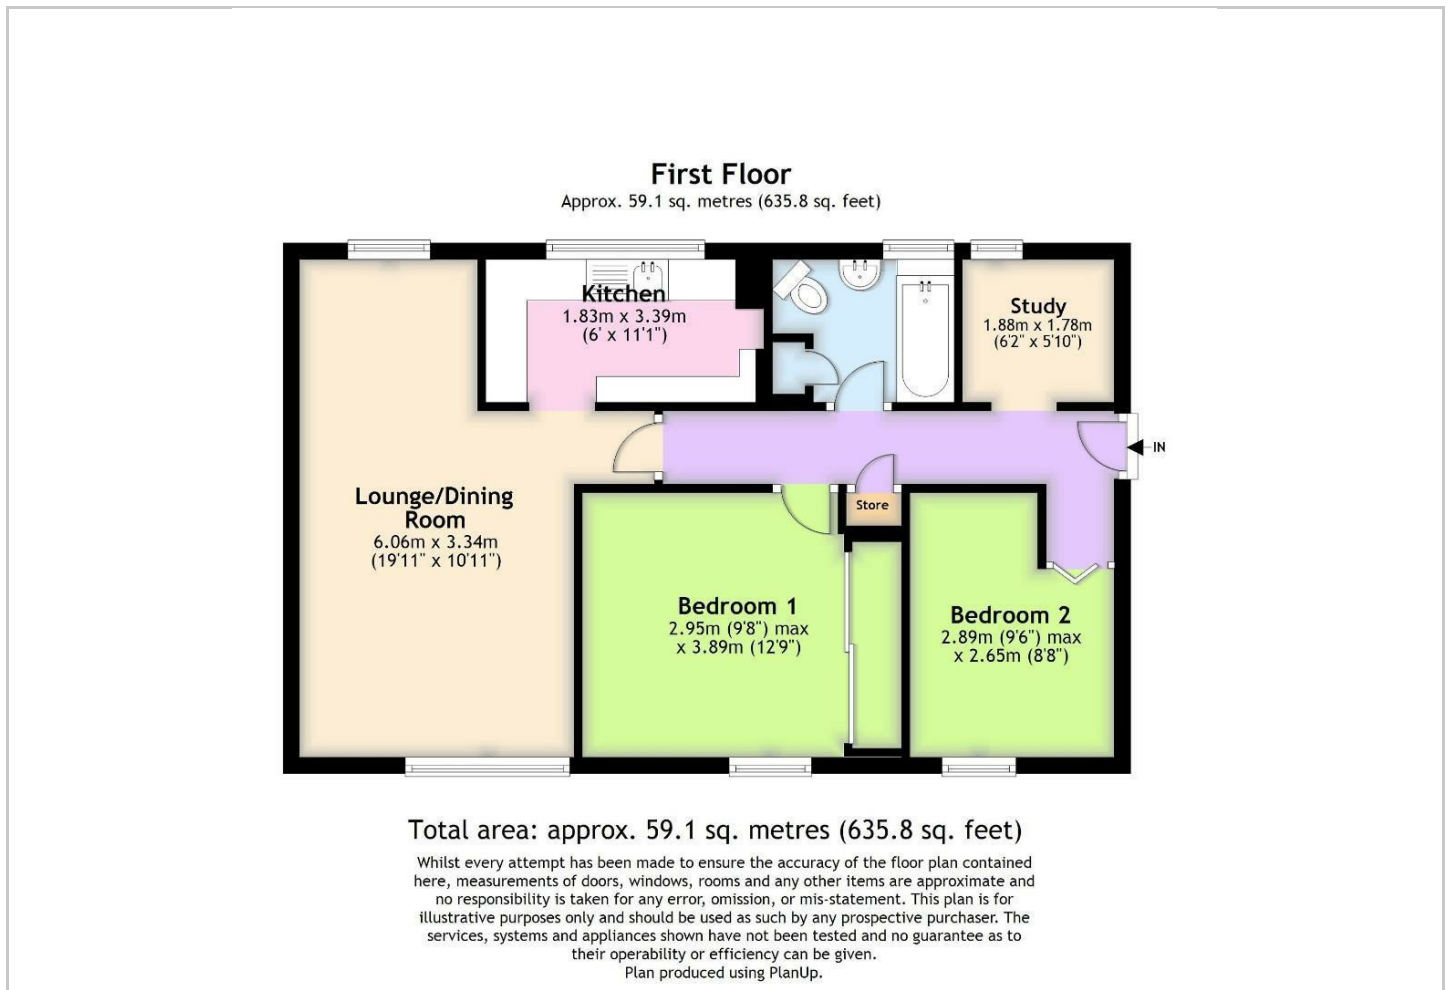 First Floor
Approx. 59.1 sq. metres (635.8 sq. feet)
Kitchen
1.83m x 3.39m
(6' x 11'1")
Study
1.88m x 1.78m
(6'2" x 5'10")
IN
Lounge/Dining
Room
6.06m x 3.34m
(19'11" x 10'11")
Store
Bedroom 1
2.95m (9'8") max
x 3.89m (12'9")
Bedroom 2
2.89m (9'6") max
x 2.65m (8'8")
Total area: approx. 59.1 sq. metres (635.8 sq. feet)
Whilst every attempt has been made to ensure the accuracy of the floor plan contained
here, measurements of doors, windows, rooms and any other items are approximate and
no responsibility is taken for any error, omission, or mis-statement. This plan is for
illustrative purposes only and should be used as such by any prospective purchaser. The
services, systems and appliances shown have not been tested and no guarantee as to
their operability or efficiency can be given.
Plan produced using PlanUp.